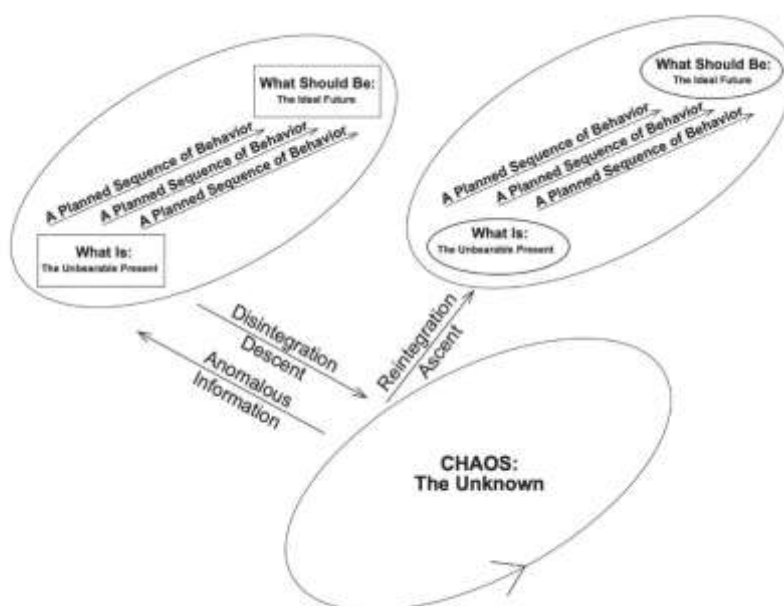 What Should Be:
The Ideal Future
A Planned Sequence of Behavior
A Planned Sequence of Behavior
A Planned Sequence of Behavior
What Is:
The Unbearable Present
What Should Be:
The Ideal Future
A Planned Sequence of Behavior
A Planned Sequence of Behavior
A Planned Sequence of Behavior
What Is:
The Unbearable Present
Disintegration
Descent
Anomalous
Information
Reintegration
Ascent
CHAOS:
The Unknown